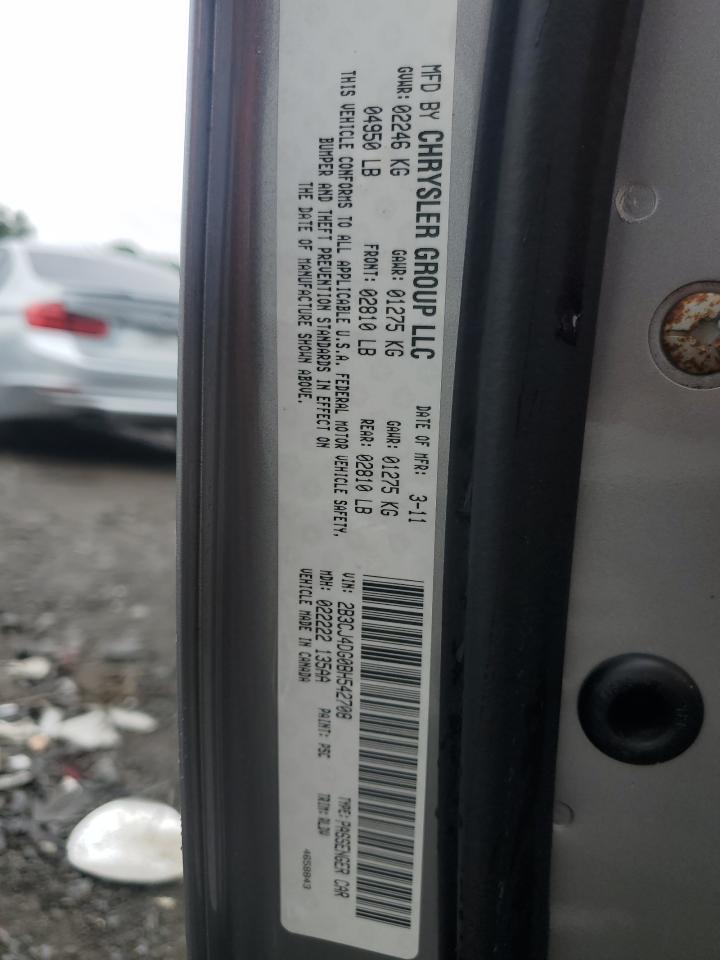 MFD BY CHRYSLER GROUP LLC DATE OF MFR: 3-11
GVWR: 02246 KG GAWR: 01275 KG GAWR: 01275 KG
04950 LB FRONT: 02810 LB REAR: 02810 LB
THIS VEHICLE CONFORMS TO ALL APPLICABLE U.S.A. FEDERAL MOTOR VEHICLE SAFETY,
BUMPER AND THEFT PREVENTION STANDARDS IN EFFECT ON
THE DATE OF MANUFACTURE SHOWN ABOVE.
VIN: 2B3CJ4DG0BH542708 TYPE: PASSENGER CAR
MDH: 022222 135AA PAINT: PSC TRIM: RLDV
VEHICLE MADE IN CANADA 4658843